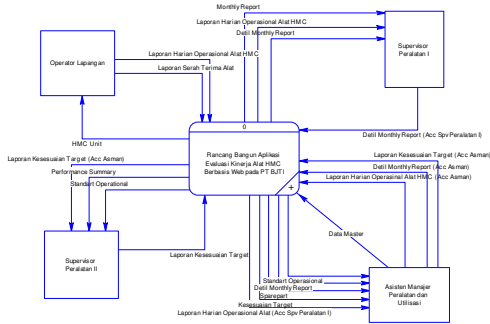 Monthly Report
Laporan Harian Operasional Alat HMC
Detil Monthly Report
Supervisor
Peralatan I
Operator Lapangan
Laporan Harian Operasional Alat HMC
Laporan Serah Terima Alat
0
Rancang Bangun Aplikasi
Evaluasi Kinerja Alat HMC
Berbasis Web pada PT BJTI
+
HMC Unit
Detil Monthly Report (Acc Spv Peralatan I)
Laporan Kesesuaian Target (Acc Asman)
Performance Summary
Standart Operational
Laporan Kesesuaian Target (Acc Asman)
Detil Monthly Report (Acc Asman)
Laporan Harian Operasinal Alat HMC (Acc Asman)
Data Master
Supervisor
Peralatan II
Laporan Kesesuaian Target
Standart Operasional
Detil Monthly Report
Sparepart
Kesesuaian Target
Laporan Harian Operasional Alat (Acc Spv Peralatan I)
Asisten Manajer
Peralatan dan
Utilisasi